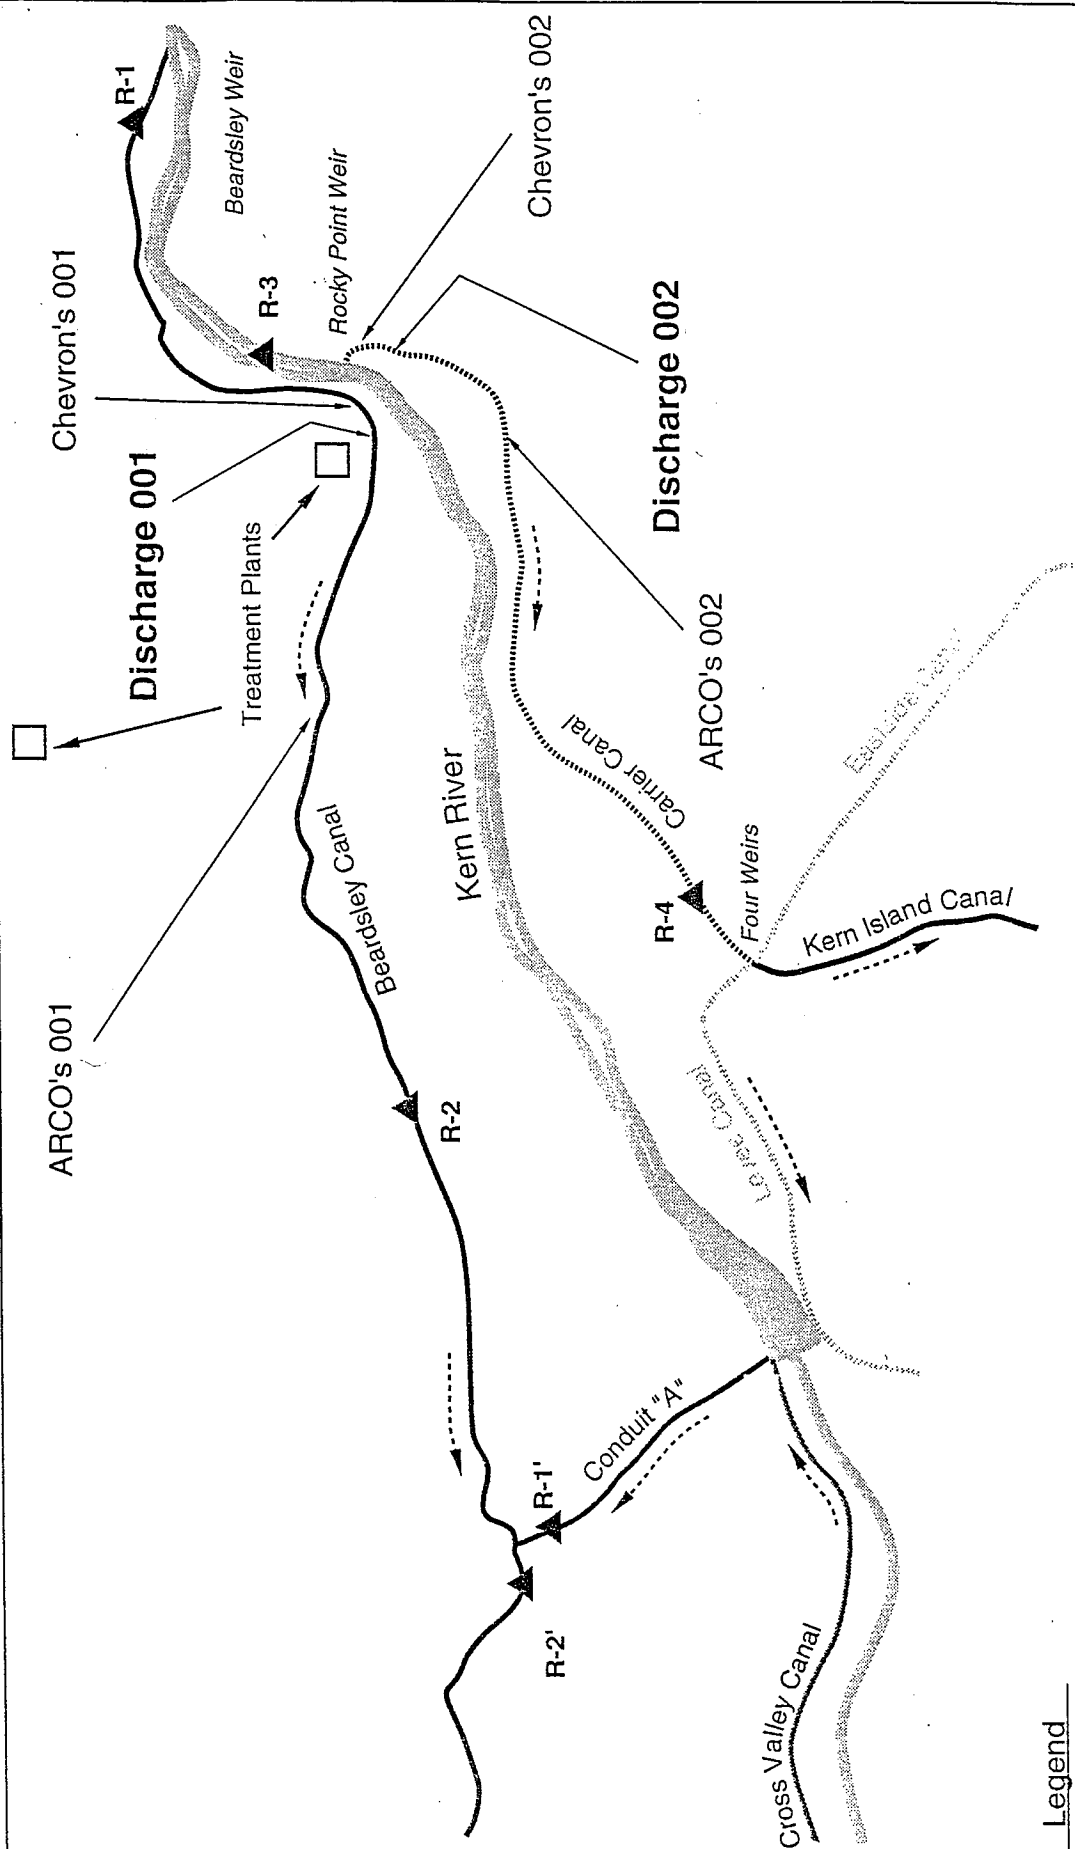 R-1
Beardsley Weir
Chevron's 002
Rocky Point Weir
R-3
Chevron's 001
Discharge 001
Treatment Plants
Discharge 002
ARCO's 002
ARCO's 001
Beardsley Canal
Kern River
Carrier Canal
R-4
Four Weirs
Eastside Canal
Kern Island Canal
Levee Canal
R-2
Conduit "A"
R-1'
R-2'
Cross Valley Canal
Legend